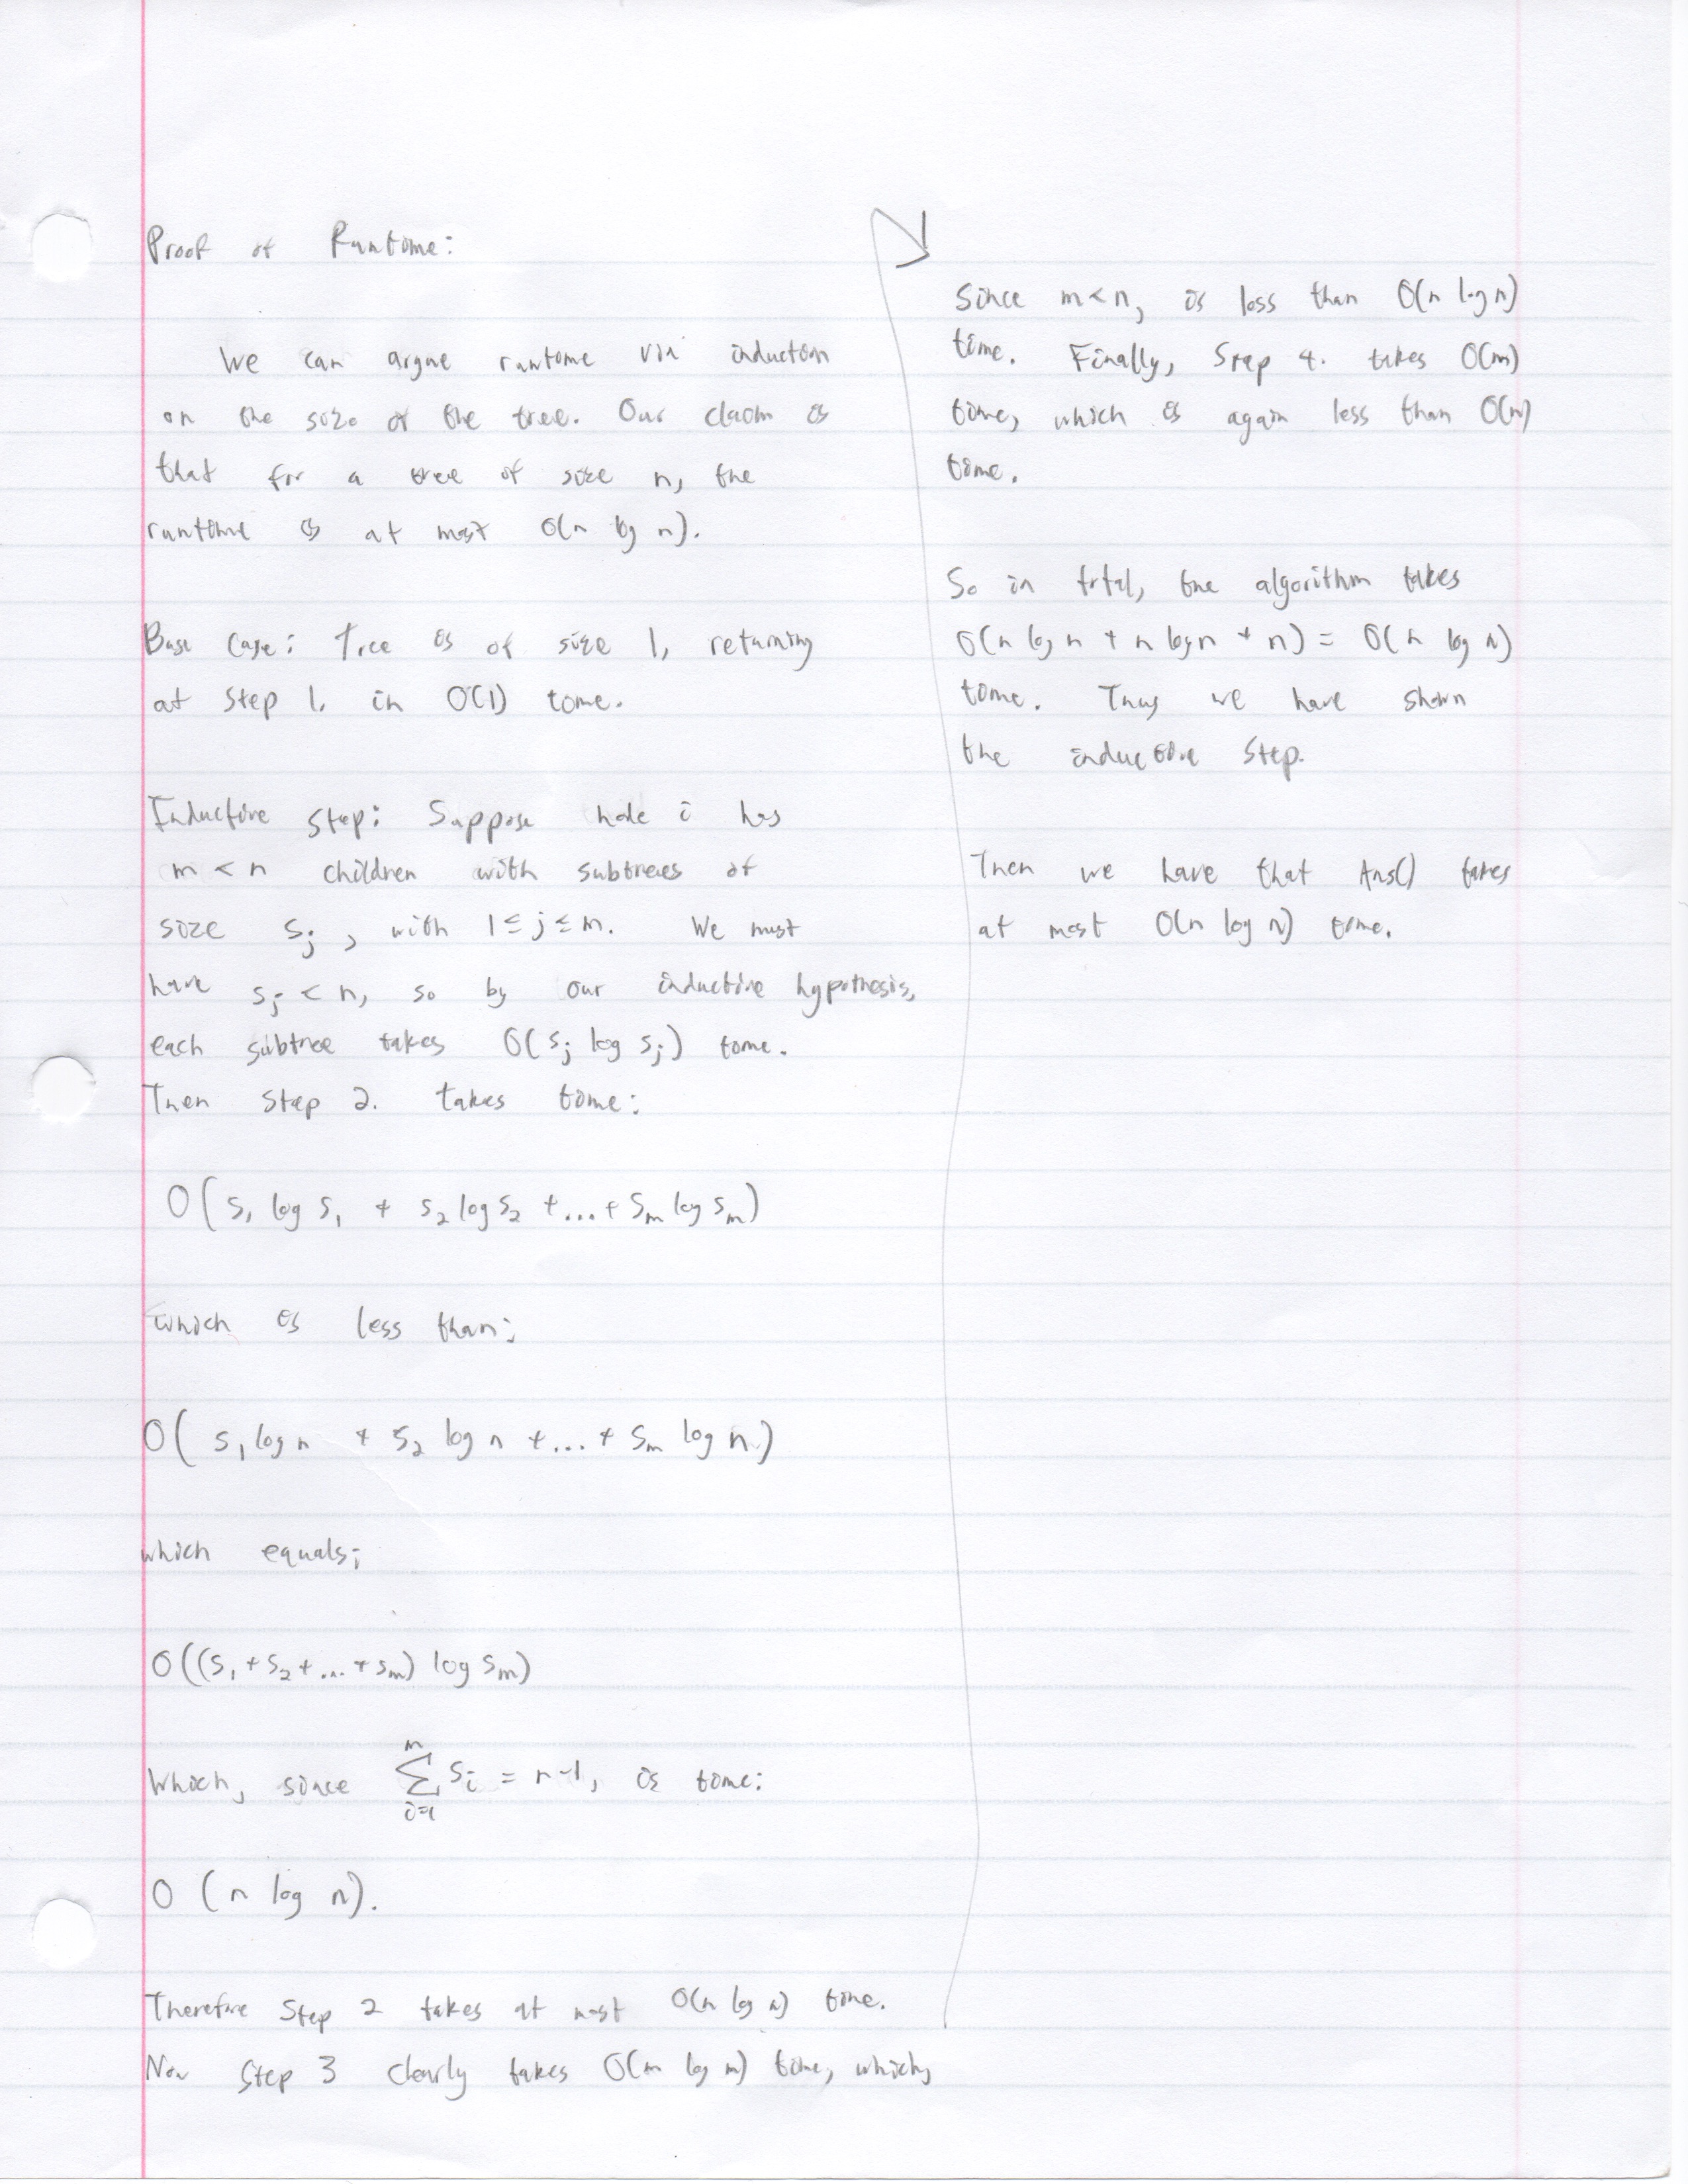 Proof of Runtime:
We can argue runtime via induction
on the size of the tree. Our claim is
that for a tree of size n, the
runtime is at most O(n log n).
Base Case: Tree is of size 1, returning
at Step 1. in O(1) time.
Inductive Step: Suppose node i has
m < n children with subtrees of
size s_j, with 1 ≤ j ≤ m. We must
have s_j < n, so by our inductive hypothesis,
each subtree takes O(s_j log s_j) time.
Then Step 2. takes time:
O(s_1 log s_1 + s_2 log s_2 + ... + s_m log s_m)
which is less than:
O(s_1 log n + s_2 log n + ... + s_m log n)
which equals:
O((s_1 + s_2 + ... + s_m) log s_m)
Which, since ∑_{i=1}^{m} s_i = n-1, is time:
O(n log n).
Therefore Step 2 takes at most O(n log n) time.
Now Step 3 clearly takes O(m log m) time, which,
Since m < n, is less than O(n log n)
time. Finally, Step 4. takes O(m)
time, which is again less than O(n)
time.
So in total, the algorithm takes
O(n log n + n log n + n) = O(n log n)
time. Thus we have shown
the inductive step.
Then we have that Ans() takes
at most O(n log n) time.